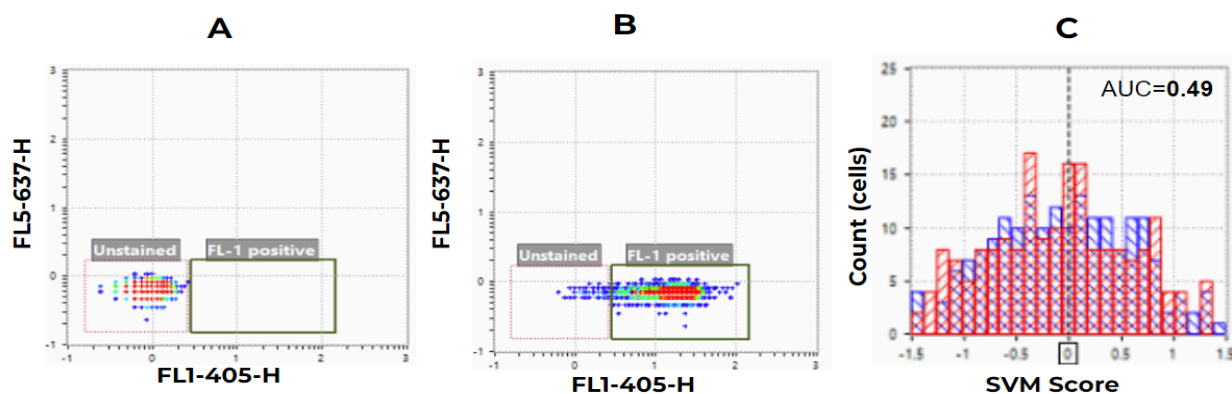 A
B
C
3
2
1
0
-1
FL5-637-H
Unstained
FL-1 positive
-1
0
1
2
3
FL1-405-H
3
2
1
0
-1
FL5-637-H
Unstained
FL-1 positive
-1
0
1
2
3
FL1-405-H
25
20
15
10
5
0
Count (cells)
AUC=0.49
-1.5
-1
-0.5
0
0.5
1
1.5
SVM Score